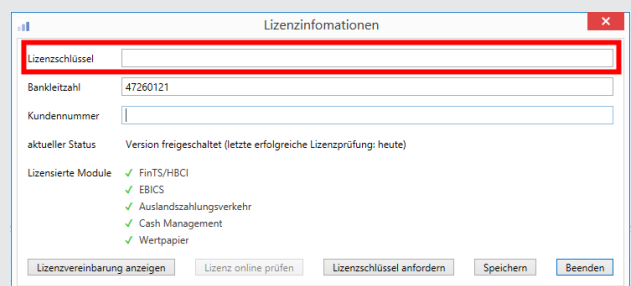 Lizenzinfomationen
Lizenzschlüssel
Bankleitzahl 47260121
Kundennummer
aktueller Status Version freigeschaltet (letzte erfolgreiche Lizenzprüfung: heute)
Lizensierte Module ✓ FinTS/HBCI
✓ EBICS
✓ Auslandszahlungsverkehr
✓ Cash Management
✓ Wertpapier
Lizenzvereinbarung anzeigen Lizenz online prüfen Lizenzschlüssel anfordern Speichern Beenden